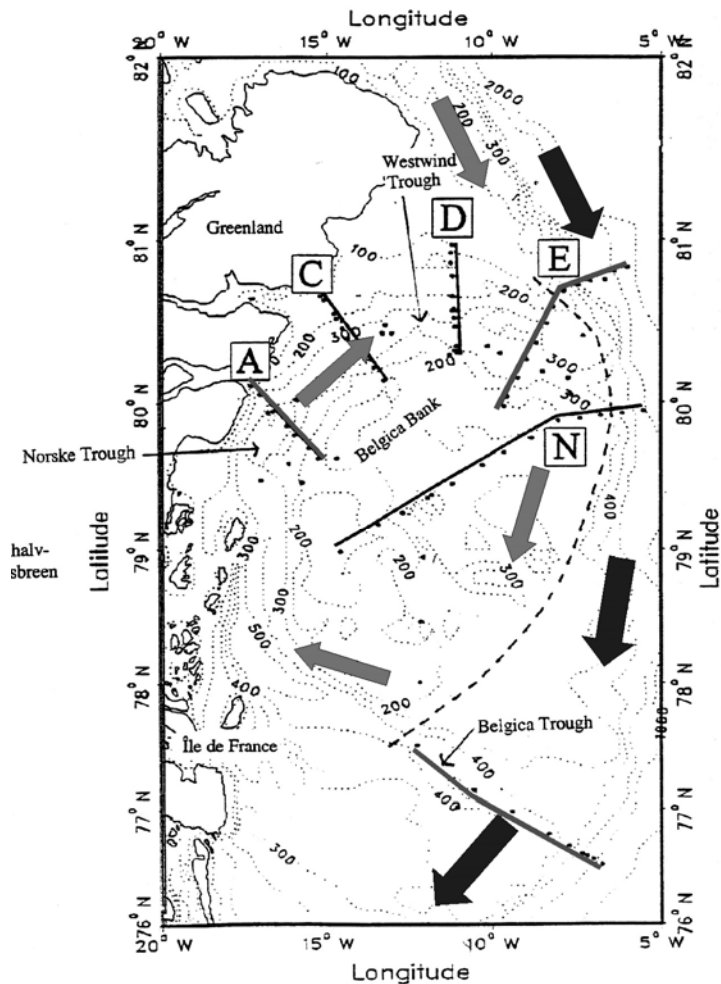 Longitude
20° W 15° W 10° W 5° W
82° N
82° N
100
2000
200
300
Westwind
Trough
D
Greenland
81° N
81° N
E
C
100
200
200
300
200
300
A
300
80° N
80° N
Belgica Bank
Norske Trough
N
400
halv-
sbreen
Latitude
Latitude
79° N
79° N
200
200
300
300
300
500
78° N
78° N
400
200
1000
Île de France
Belgica Trough
400
400
77° N
77° N
300
76° N
76° N
20° W 15° W 10° W 5° W
Longitude